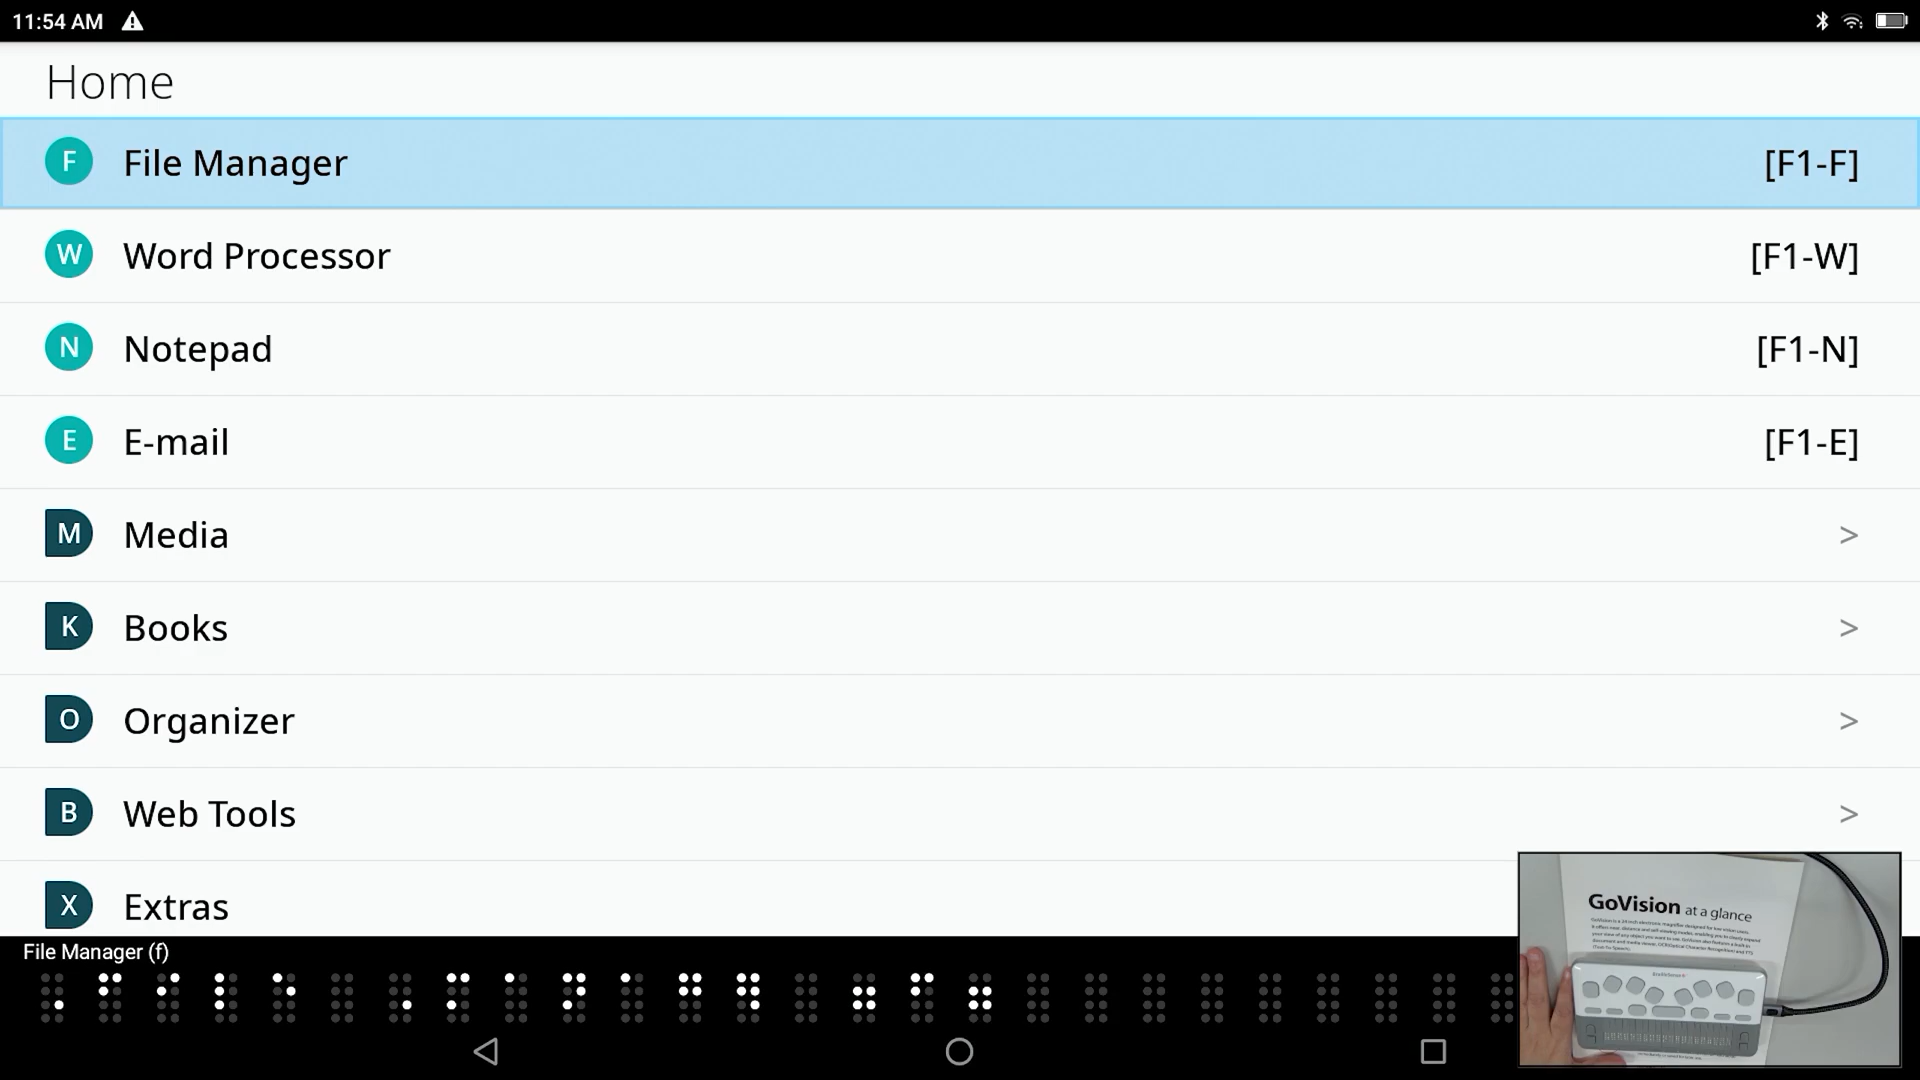 11:54 AM
Home
F File Manager [F1-F]
W Word Processor [F1-W]
N Notepad [F1-N]
E E-mail [F1-E]
M Media >
K Books >
O Organizer >
B Web Tools >
X Extras
File Manager (f)
GoVision at a glance